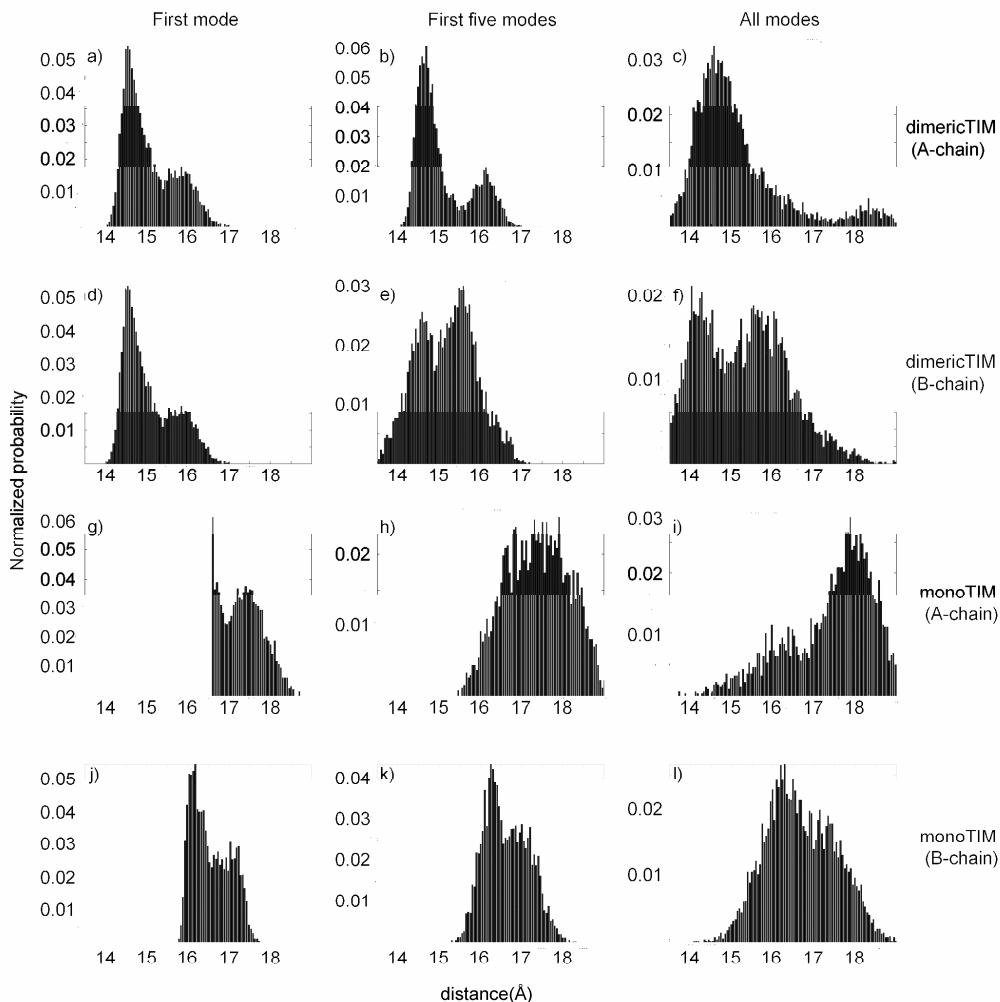 First mode First five modes All modes
a) b) c)
0.05 0.04 0.03 0.02 0.01
0.06 0.05 0.04 0.03 0.02 0.01
0.03 0.02 0.01
14 15 16 17 18
14 15 16 17 18
14 15 16 17 18
dimericTIM
(A-chain)
d) e) f)
0.05 0.04 0.03 0.02 0.01
0.03 0.02 0.01
0.02 0.01
14 15 16 17 18
14 15 16 17 18
14 15 16 17 18
dimericTIM
(B-chain)
Normalized probability
g) h) i)
0.06 0.05 0.04 0.03 0.02 0.01
0.02 0.01
0.03 0.02 0.01
14 15 16 17 18
14 15 16 17 18
14 15 16 17 18
monoTIM
(A-chain)
j) k) l)
0.05 0.04 0.03 0.02 0.01
0.04 0.03 0.02 0.01
0.02 0.01
14 15 16 17 18
14 15 16 17 18
14 15 16 17 18
monoTIM
(B-chain)
distance(Å)